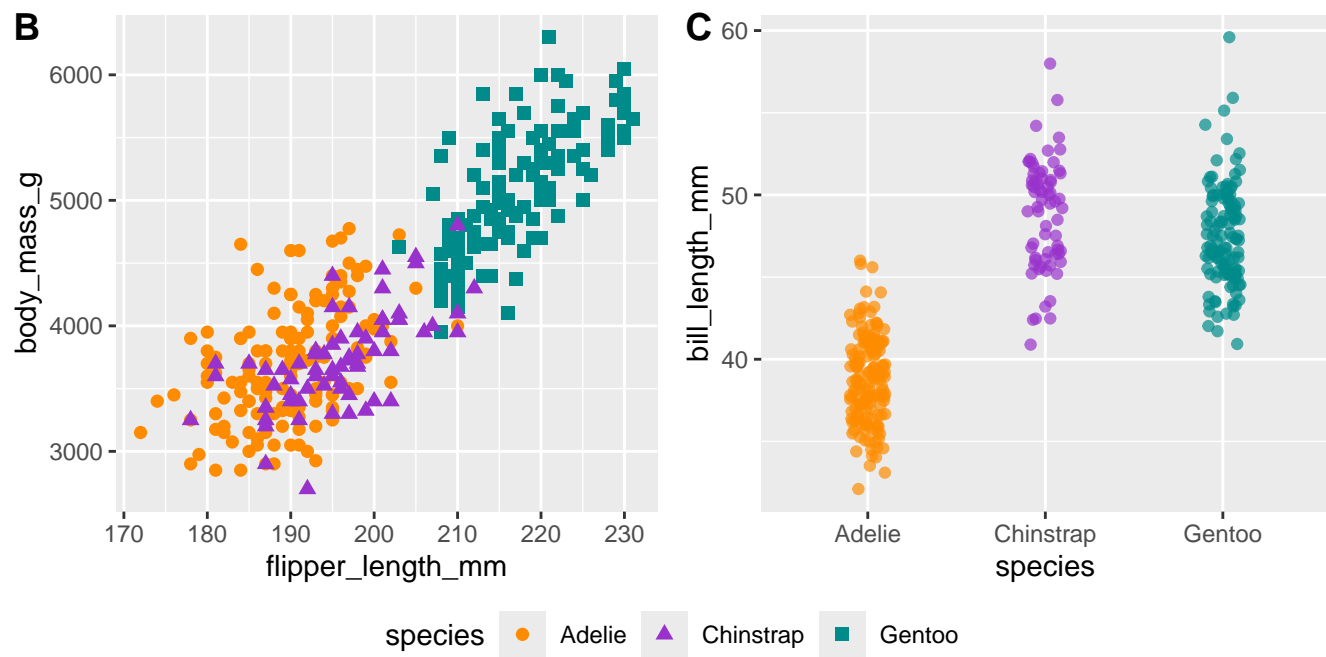 B
body_mass_g
6000
5000
4000
3000
170 180 190 200 210 220 230
flipper_length_mm
C
bill_length_mm
60
50
40
Adelie Chinstrap Gentoo
species
species Adelie Chinstrap Gentoo